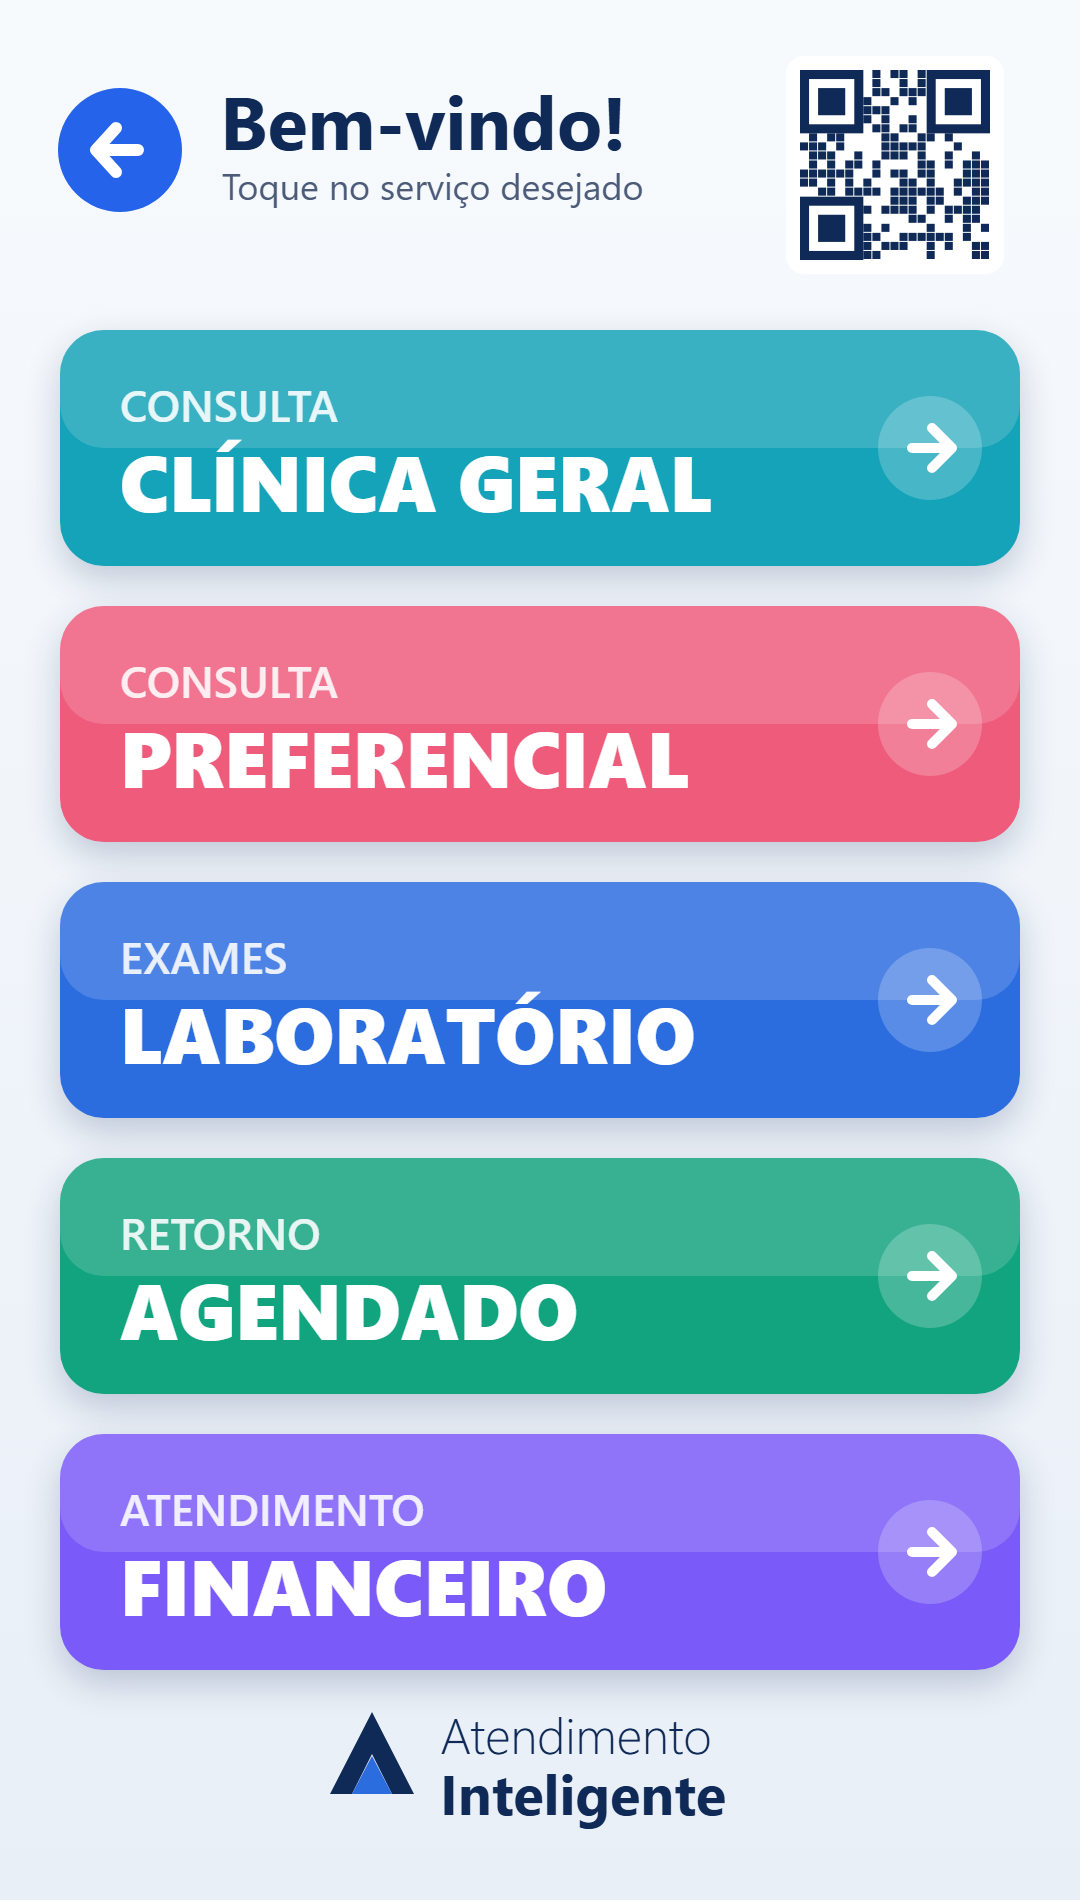 Bem-vindo!
Toque no serviço desejado
CONSULTA
CLÍNICA GERAL
CONSULTA
PREFERENCIAL
EXAMES
LABORATÓRIO
RETORNO
AGENDADO
ATENDIMENTO
FINANCEIRO
Atendimento
Inteligente